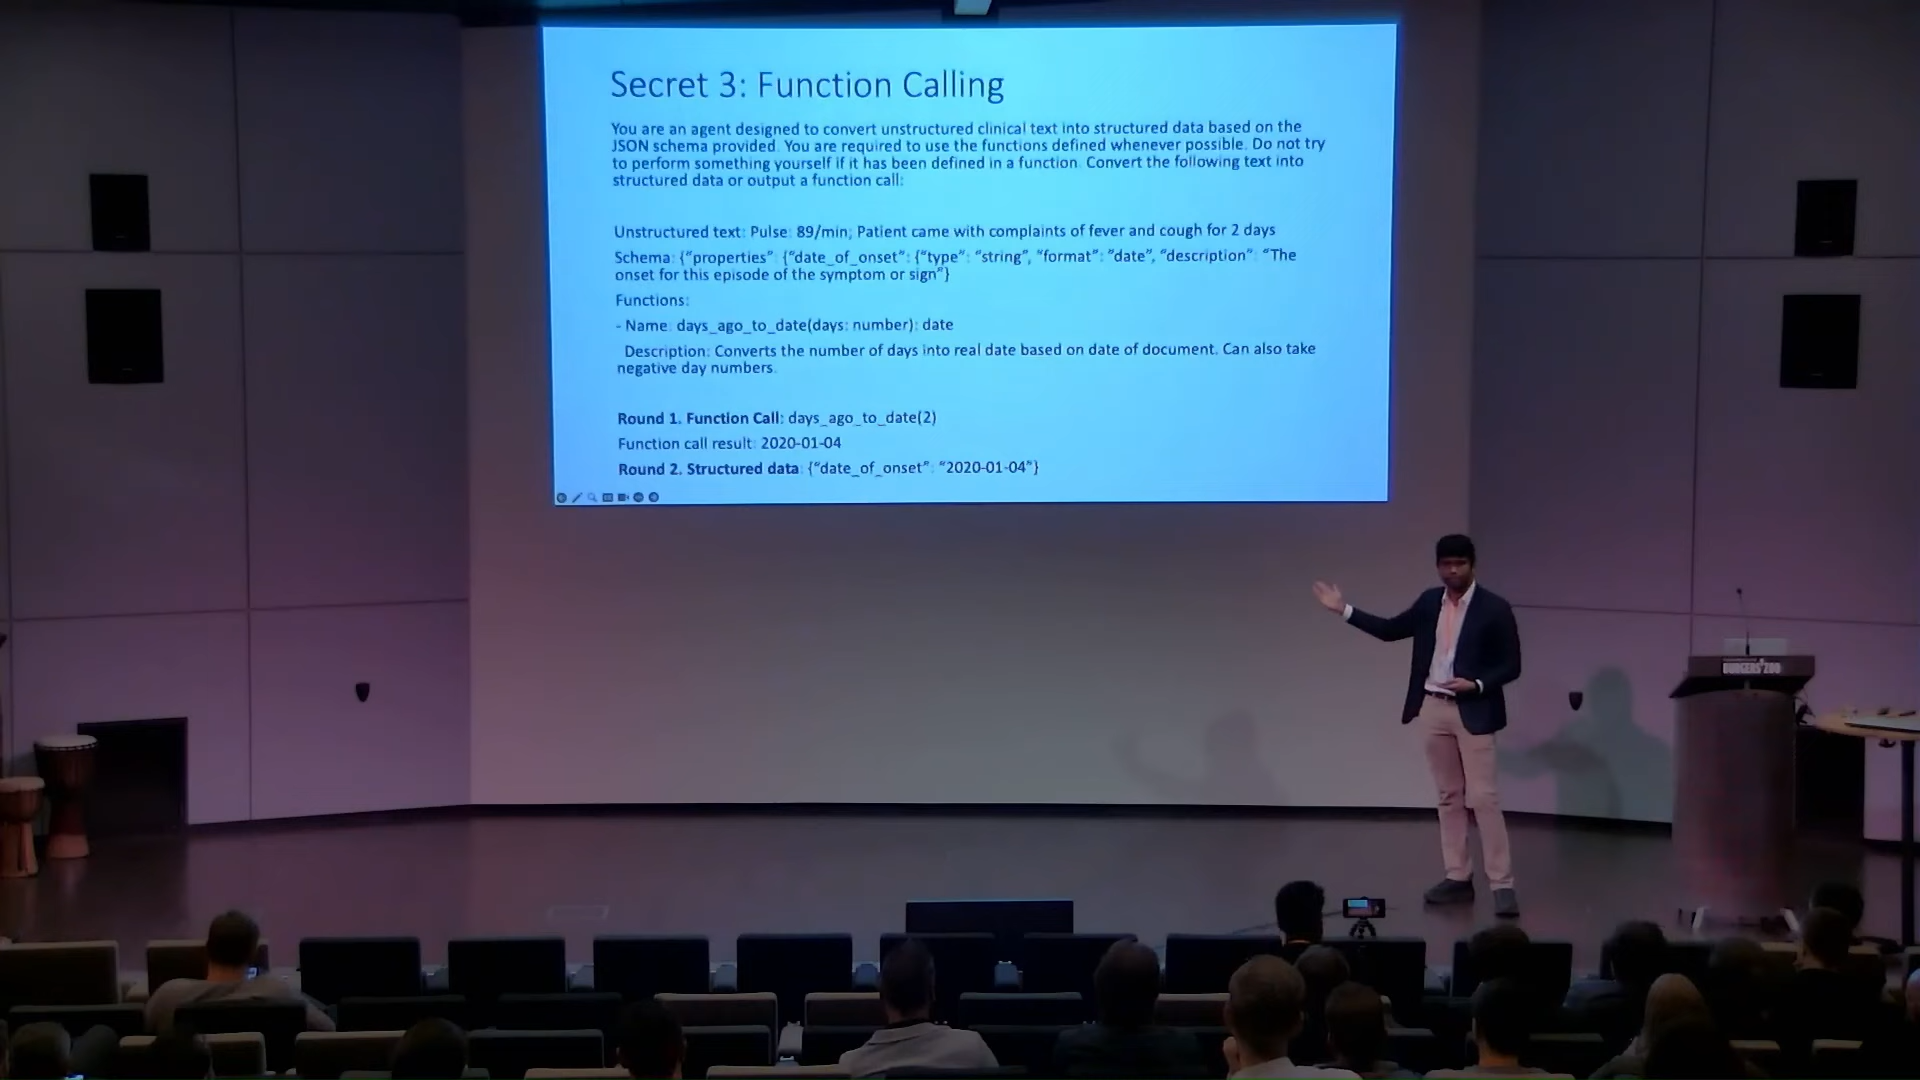 Secret 3: Function Calling
You are an agent designed to convert unstructured clinical text into structured data based on the
JSON schema provided. You are required to use the functions defined whenever possible. Do not try
to perform something yourself if it has been defined in a function. Convert the following text into
structured data or output a function call:
Unstructured text: Pulse: 89/min; Patient came with complaints of fever and cough for 2 days
Schema: {“properties”: {“date_of_onset”: {“type”: “string”, “format”: ”date”, “description”: “The
onset for this episode of the symptom or sign”}
Functions:
- Name: days_ago_to_date(days: number): date
Description: Converts the number of days into real date based on date of document. Can also take
negative day numbers.
Round 1. Function Call: days_ago_to_date(2)
Function call result: 2020-01-04
Round 2. Structured data: {“date_of_onset”: “2020-01-04”}
BURGERS' ZOO